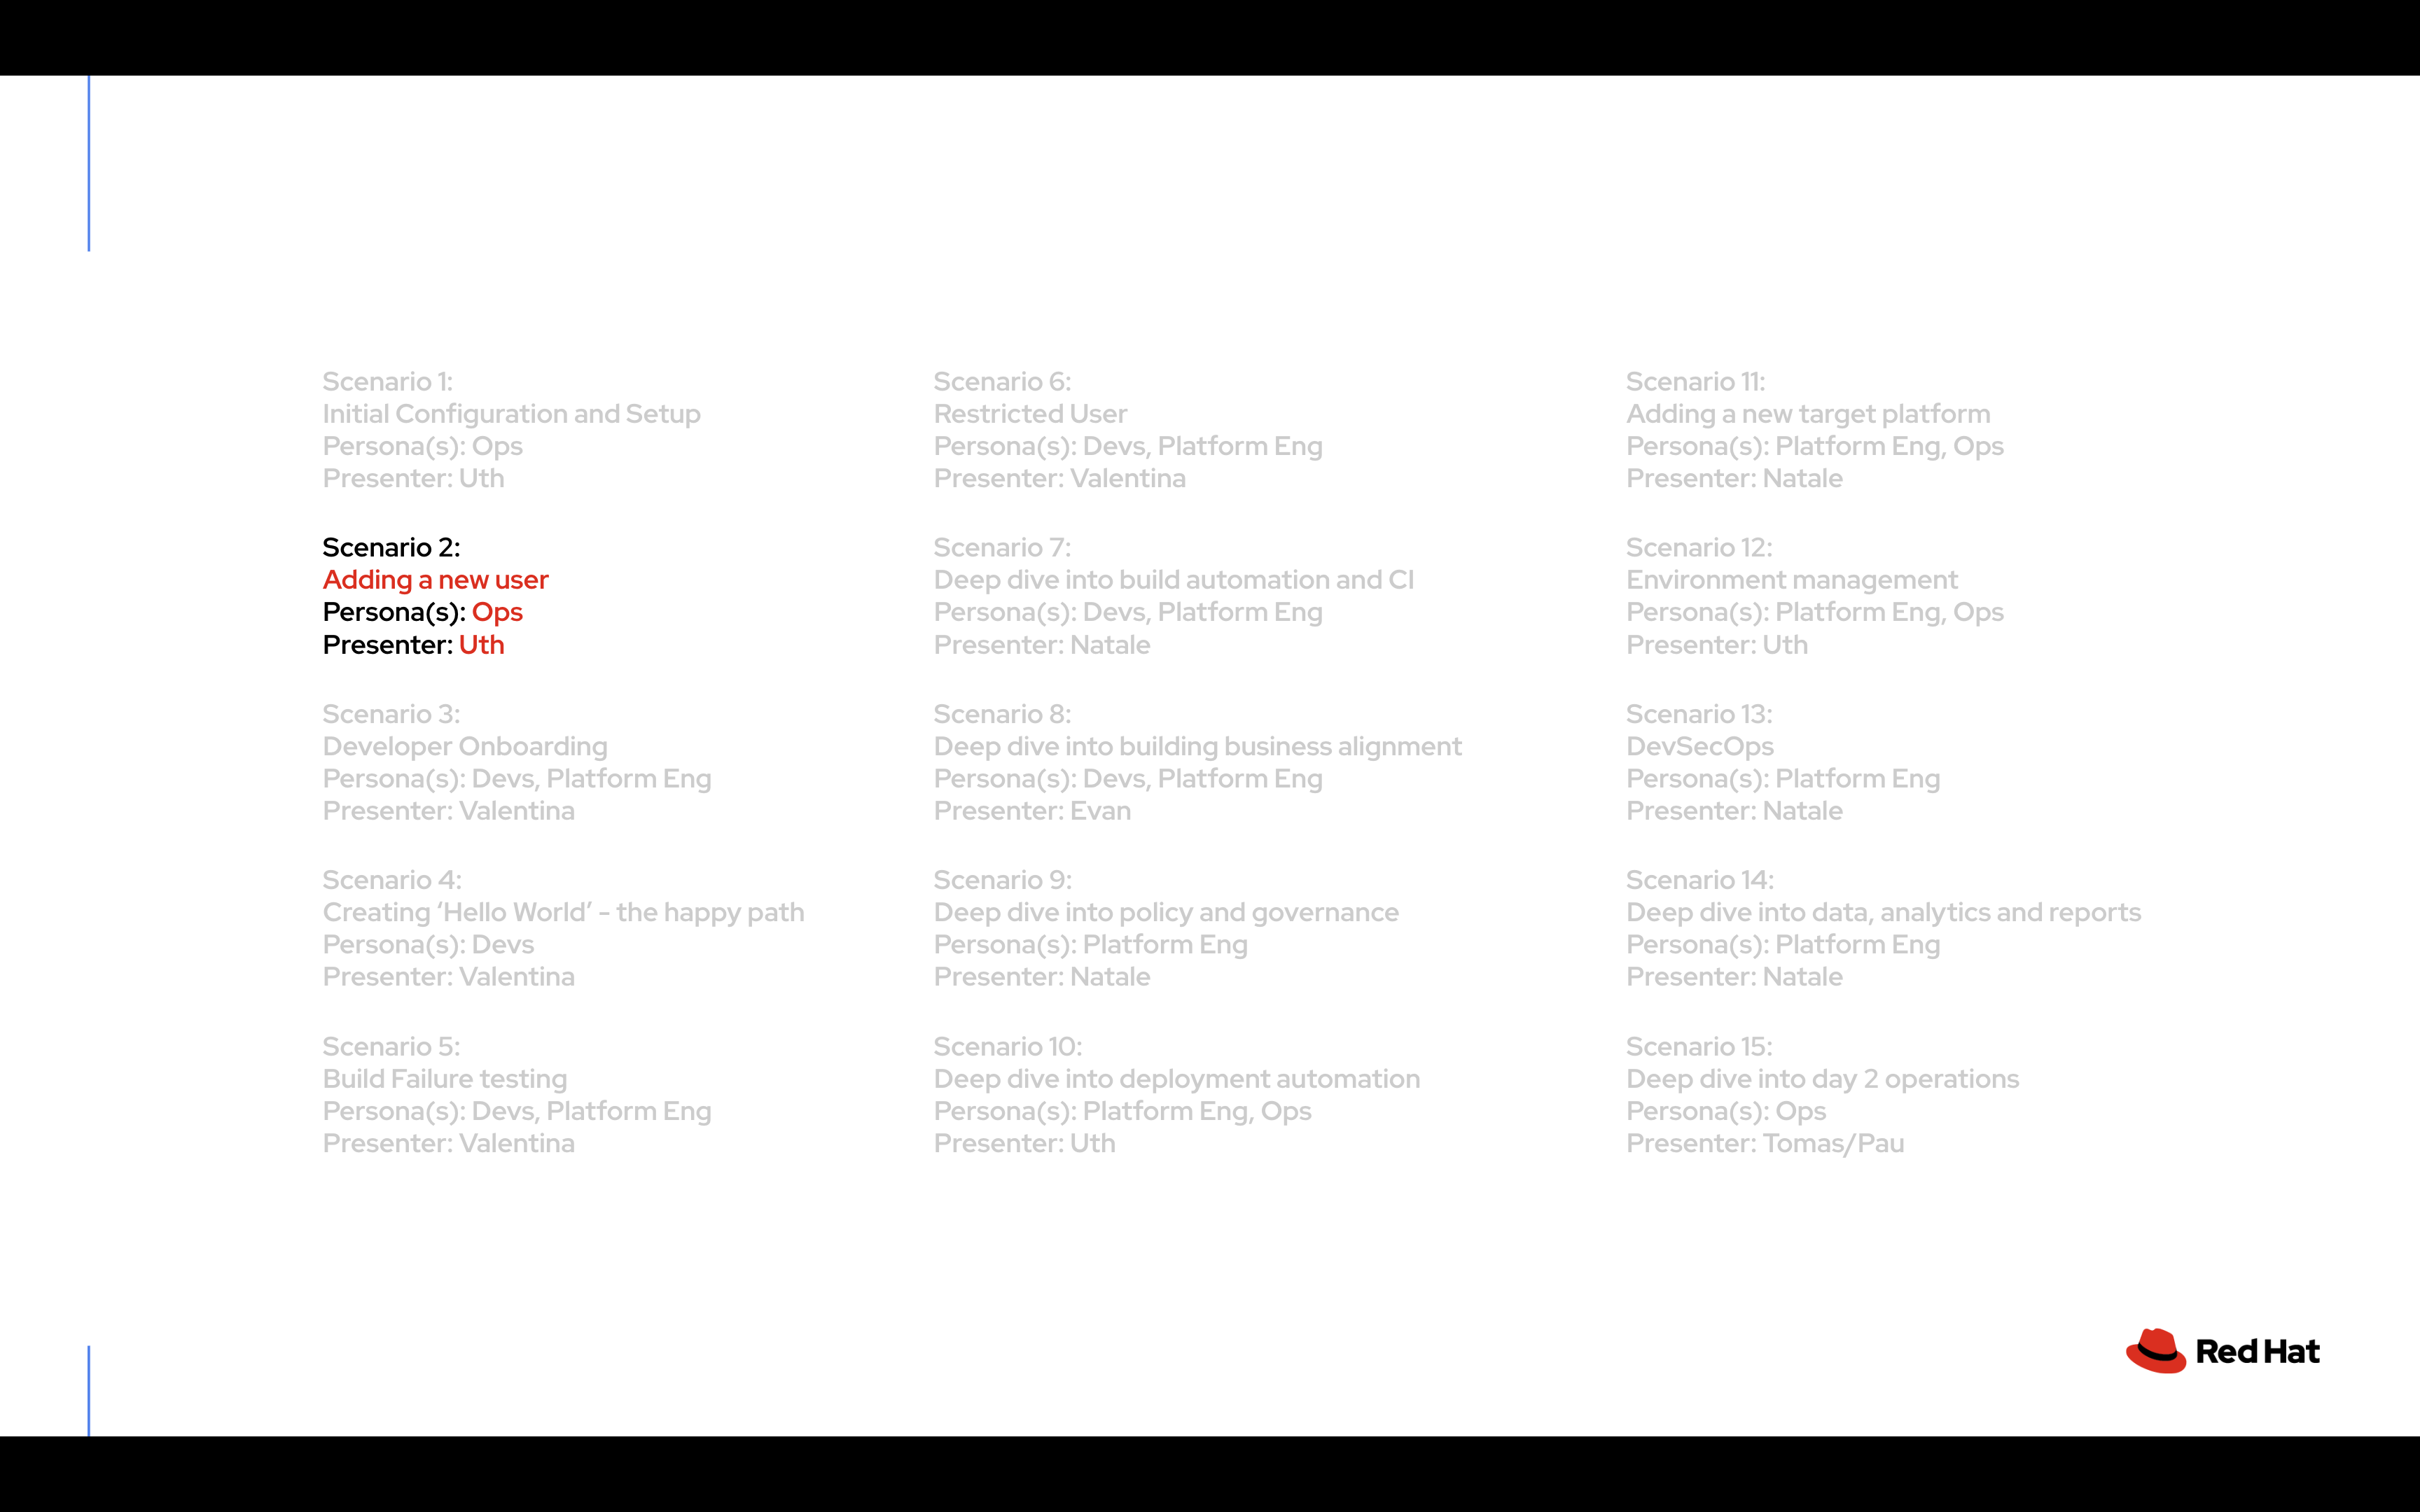 Scenario 1:
Initial Configuration and Setup
Persona(s): Ops
Presenter: Uth
Scenario 2:
Adding a new user
Persona(s): Ops
Presenter: Uth
Scenario 3:
Developer Onboarding
Persona(s): Devs, Platform Eng
Presenter: Valentina
Scenario 4:
Creating ‘Hello World’ - the happy path
Persona(s): Devs
Presenter: Valentina
Scenario 5:
Build Failure testing
Persona(s): Devs, Platform Eng
Presenter: Valentina
Scenario 6:
Restricted User
Persona(s): Devs, Platform Eng
Presenter: Valentina
Scenario 7:
Deep dive into build automation and CI
Persona(s): Devs, Platform Eng
Presenter: Natale
Scenario 8:
Deep dive into building business alignment
Persona(s): Devs, Platform Eng
Presenter: Evan
Scenario 9:
Deep dive into policy and governance
Persona(s): Platform Eng
Presenter: Natale
Scenario 10:
Deep dive into deployment automation
Persona(s): Platform Eng, Ops
Presenter: Uth
Scenario 11:
Adding a new target platform
Persona(s): Platform Eng, Ops
Presenter: Natale
Scenario 12:
Environment management
Persona(s): Platform Eng, Ops
Presenter: Uth
Scenario 13:
DevSecOps
Persona(s): Platform Eng
Presenter: Natale
Scenario 14:
Deep dive into data, analytics and reports
Persona(s): Platform Eng
Presenter: Natale
Scenario 15:
Deep dive into day 2 operations
Persona(s): Ops
Presenter: Tomas/Pau
Red Hat